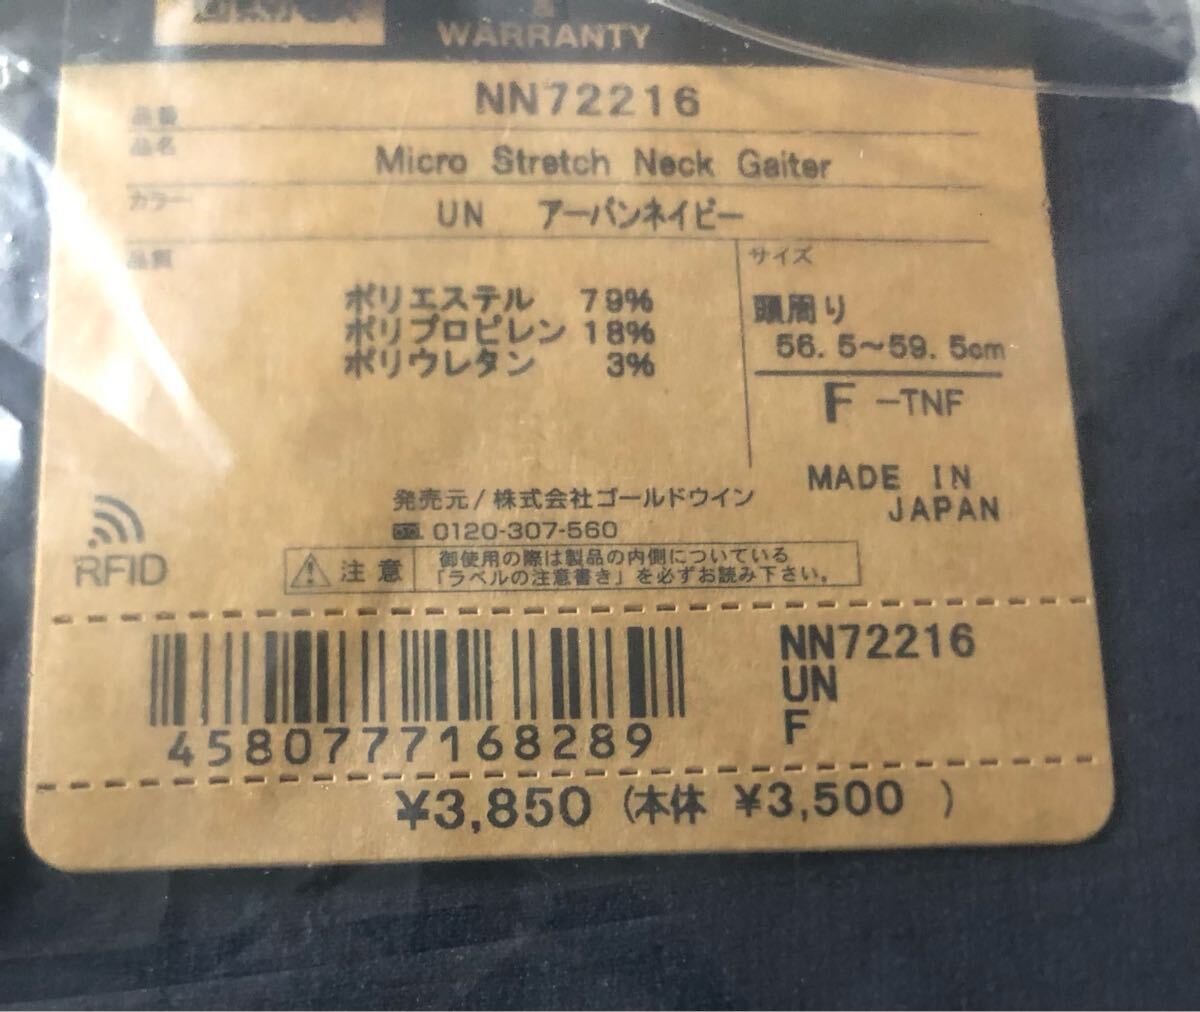 WARRANTY
品番 NN72216
品名 Micro Stretch Neck Gaiter
カラー UN アーバンネイビー
品質
サイズ
ポリエステル 79%
ポリプロピレン 18%
ポリウレタン 3%
頭周り
56.5～59.5cm
F -TNF
MADE IN
JAPAN
発売元/株式会社ゴールドウイン
0120-307-560
RFID
注意
御使用の際は製品の内側についている
「ラベルの注意書き」を必ずお読み下さい。
4580777168289
NN72216
UN
F
¥3,850 (本体 ¥3,500 )